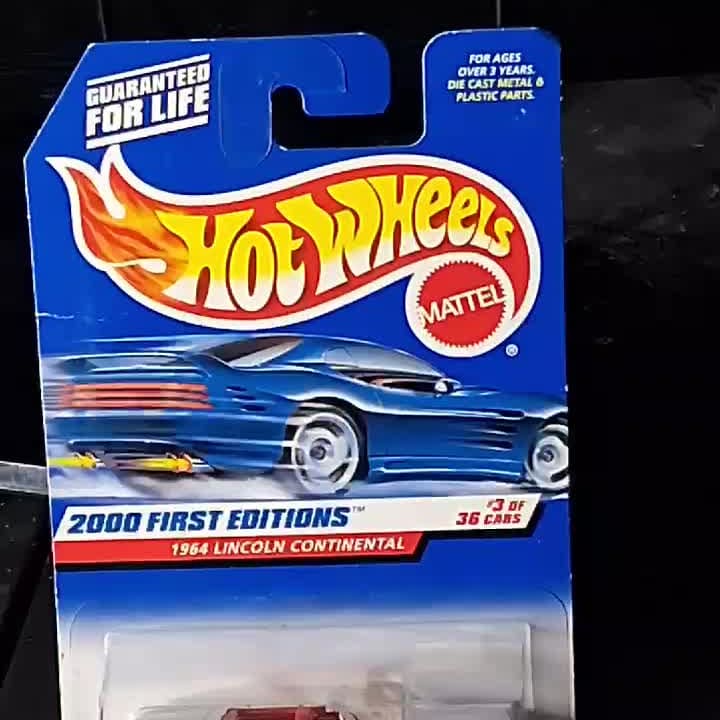 GUARANTEED
FOR LIFE
FOR AGES
OVER 3 YEARS.
DIE CAST METAL &
PLASTIC PARTS.
HOT WHEELS
MATTEL
®
2000 FIRST EDITIONS™
#3 OF
36 CARS
1964 LINCOLN CONTINENTAL